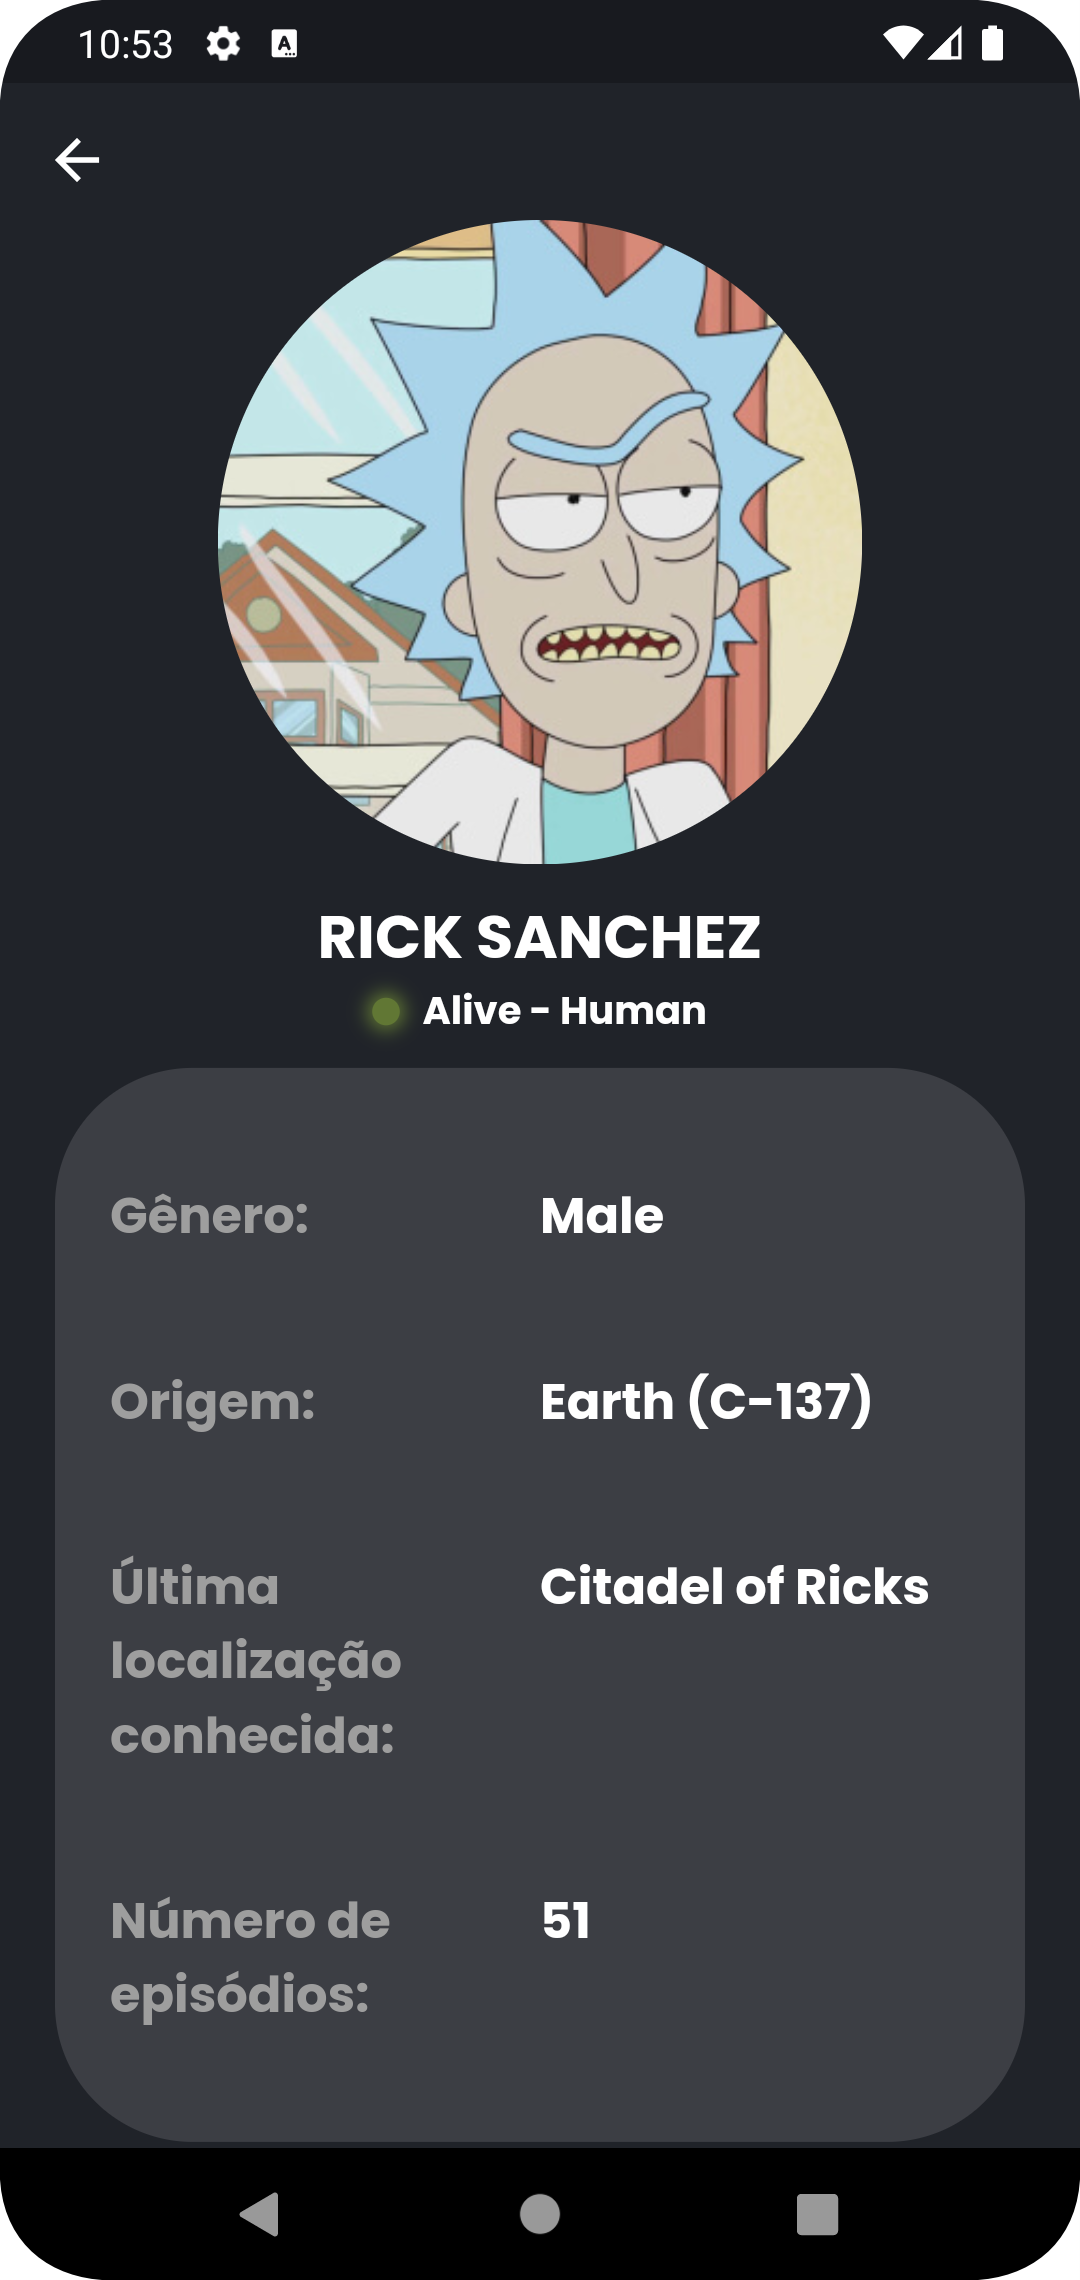 10:53
RICK SANCHEZ
Alive - Human
Gênero: Male
Origem: Earth (C-137)
Última Citadel of Ricks
localização
conhecida:
Número de 51
episódios: